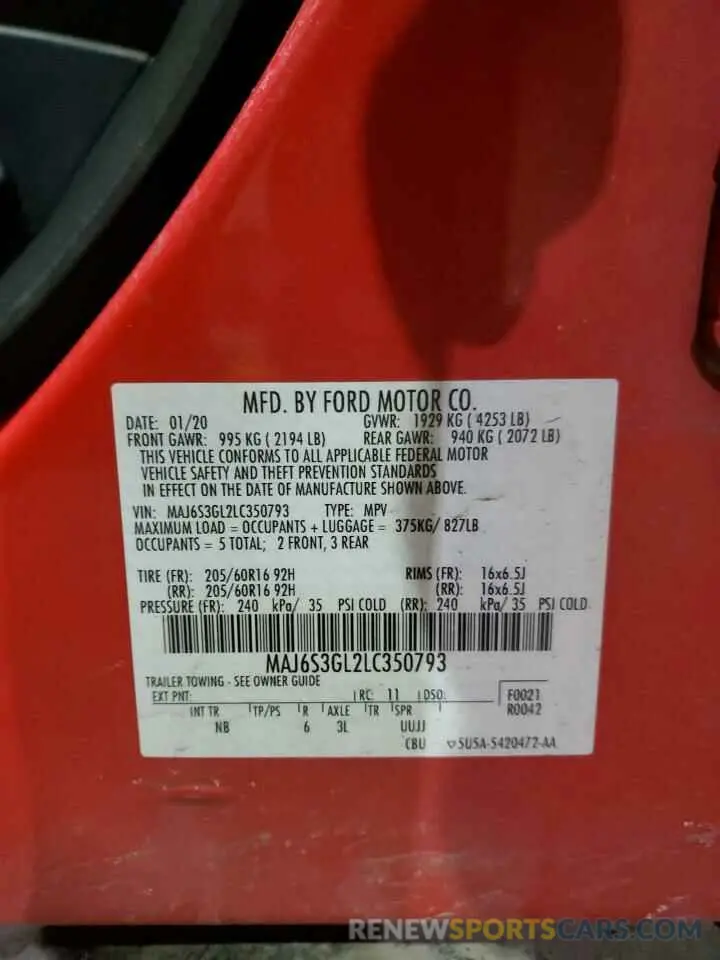 MFD. BY FORD MOTOR CO.
DATE: 01/20 GVWR: 1929 KG ( 4253 LB)
FRONT GAWR: 995 KG ( 2194 LB) REAR GAWR: 940 KG ( 2072 LB)
THIS VEHICLE CONFORMS TO ALL APPLICABLE FEDERAL MOTOR
VEHICLE SAFETY AND THEFT PREVENTION STANDARDS
IN EFFECT ON THE DATE OF MANUFACTURE SHOWN ABOVE.
VIN: MAJ6S3GL2LC350793 TYPE: MPV
MAXIMUM LOAD = OCCUPANTS + LUGGAGE = 375KG/ 827LB
OCCUPANTS = 5 TOTAL; 2 FRONT, 3 REAR
TIRE (FR): 205/60R16 92H RIMS (FR): 16x6.5J
(RR): 205/60R16 92H (RR): 16x6.5J
PRESSURE (FR): 240 kPa/ 35 PSI COLD (RR): 240 kPa/ 35 PSI COLD
MAJ6S3GL2LC350793
TRAILER TOWING - SEE OWNER GUIDE
EXT PNT: RC: 11 DSO: F0021
INT TR TP/PS R AXLE TR SPR R0042
NB 6 3L UUJJ
CBU 5U5A-5420472-AA
RENEWSPORTSCARS.COM